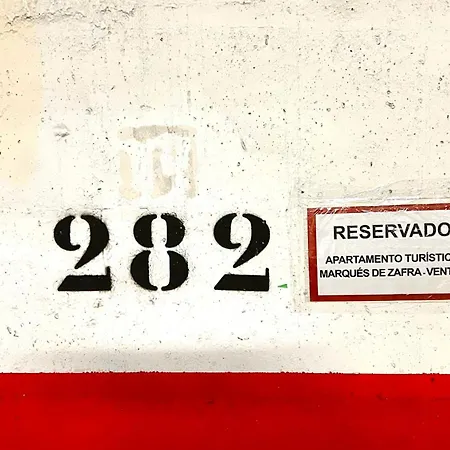 282
RESERVADO
APARTAMENTO TURÍSTIC
MARQUÉS DE ZAFRA - VENT